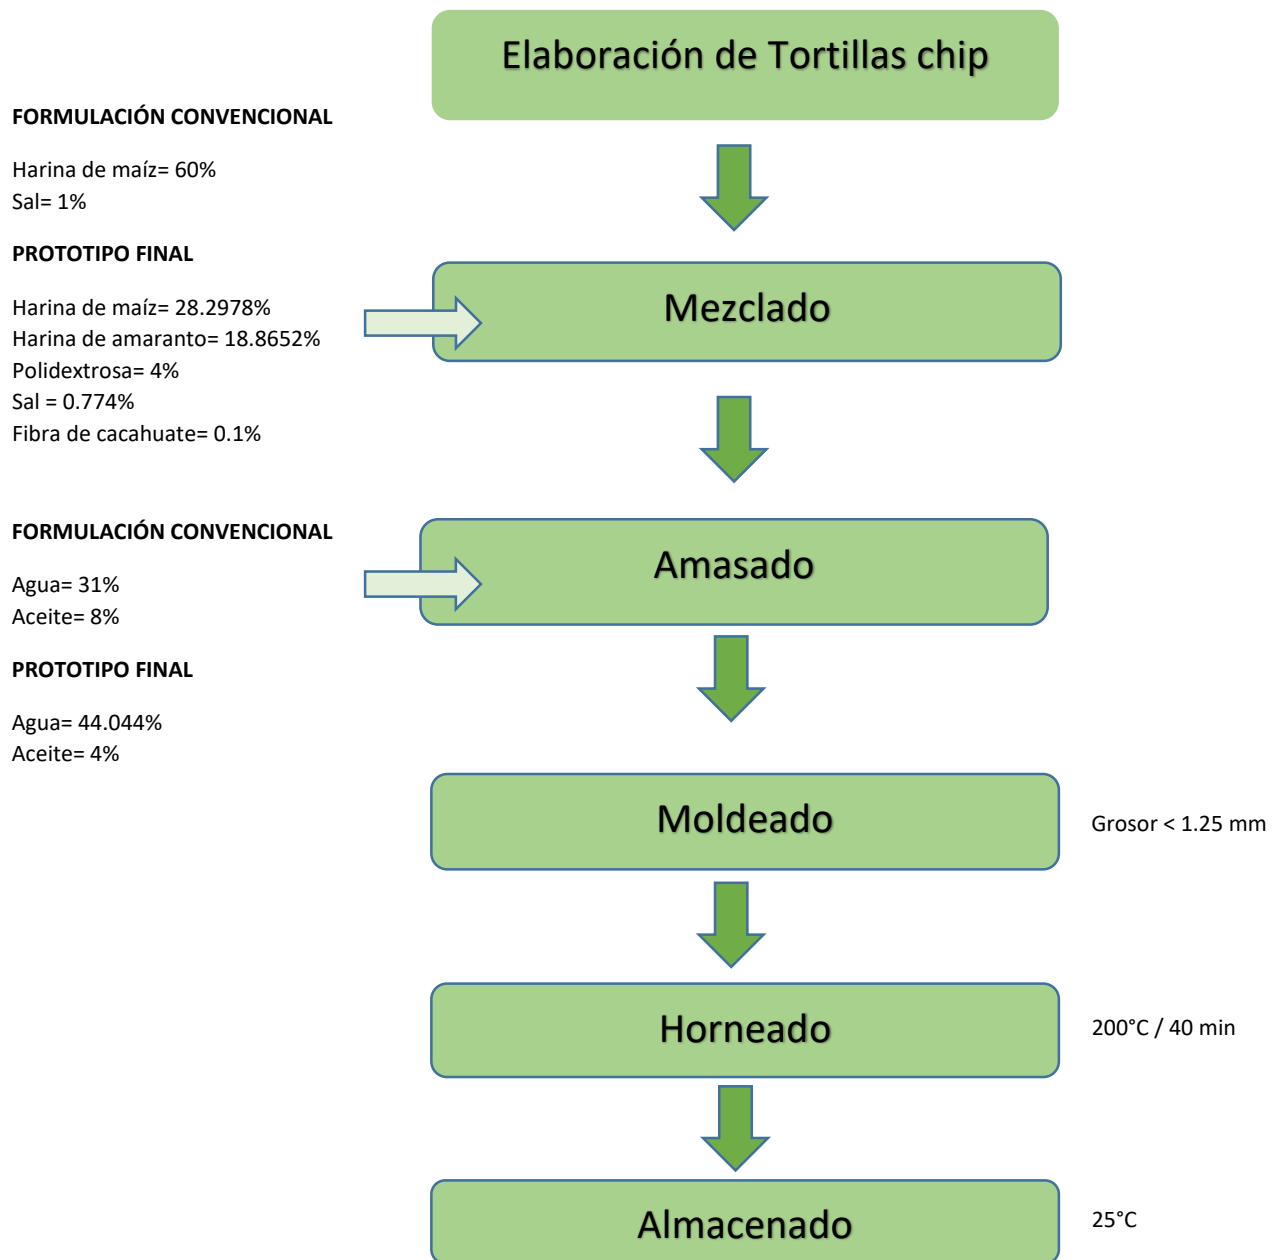 Elaboración de Tortillas chip
FORMULACIÓN CONVENCIONAL
Harina de maíz= 60%
Sal= 1%
PROTOTIPO FINAL
Harina de maíz= 28.2978%
Harina de amaranto= 18.8652%
Polidextrosa= 4%
Sal = 0.774%
Fibra de cacahuate= 0.1%
Mezclado
FORMULACIÓN CONVENCIONAL
Agua= 31%
Aceite= 8%
PROTOTIPO FINAL
Agua= 44.044%
Aceite= 4%
Amasado
Moldeado
Grosor < 1.25 mm
Horneado
200°C / 40 min
Almacenado
25°C